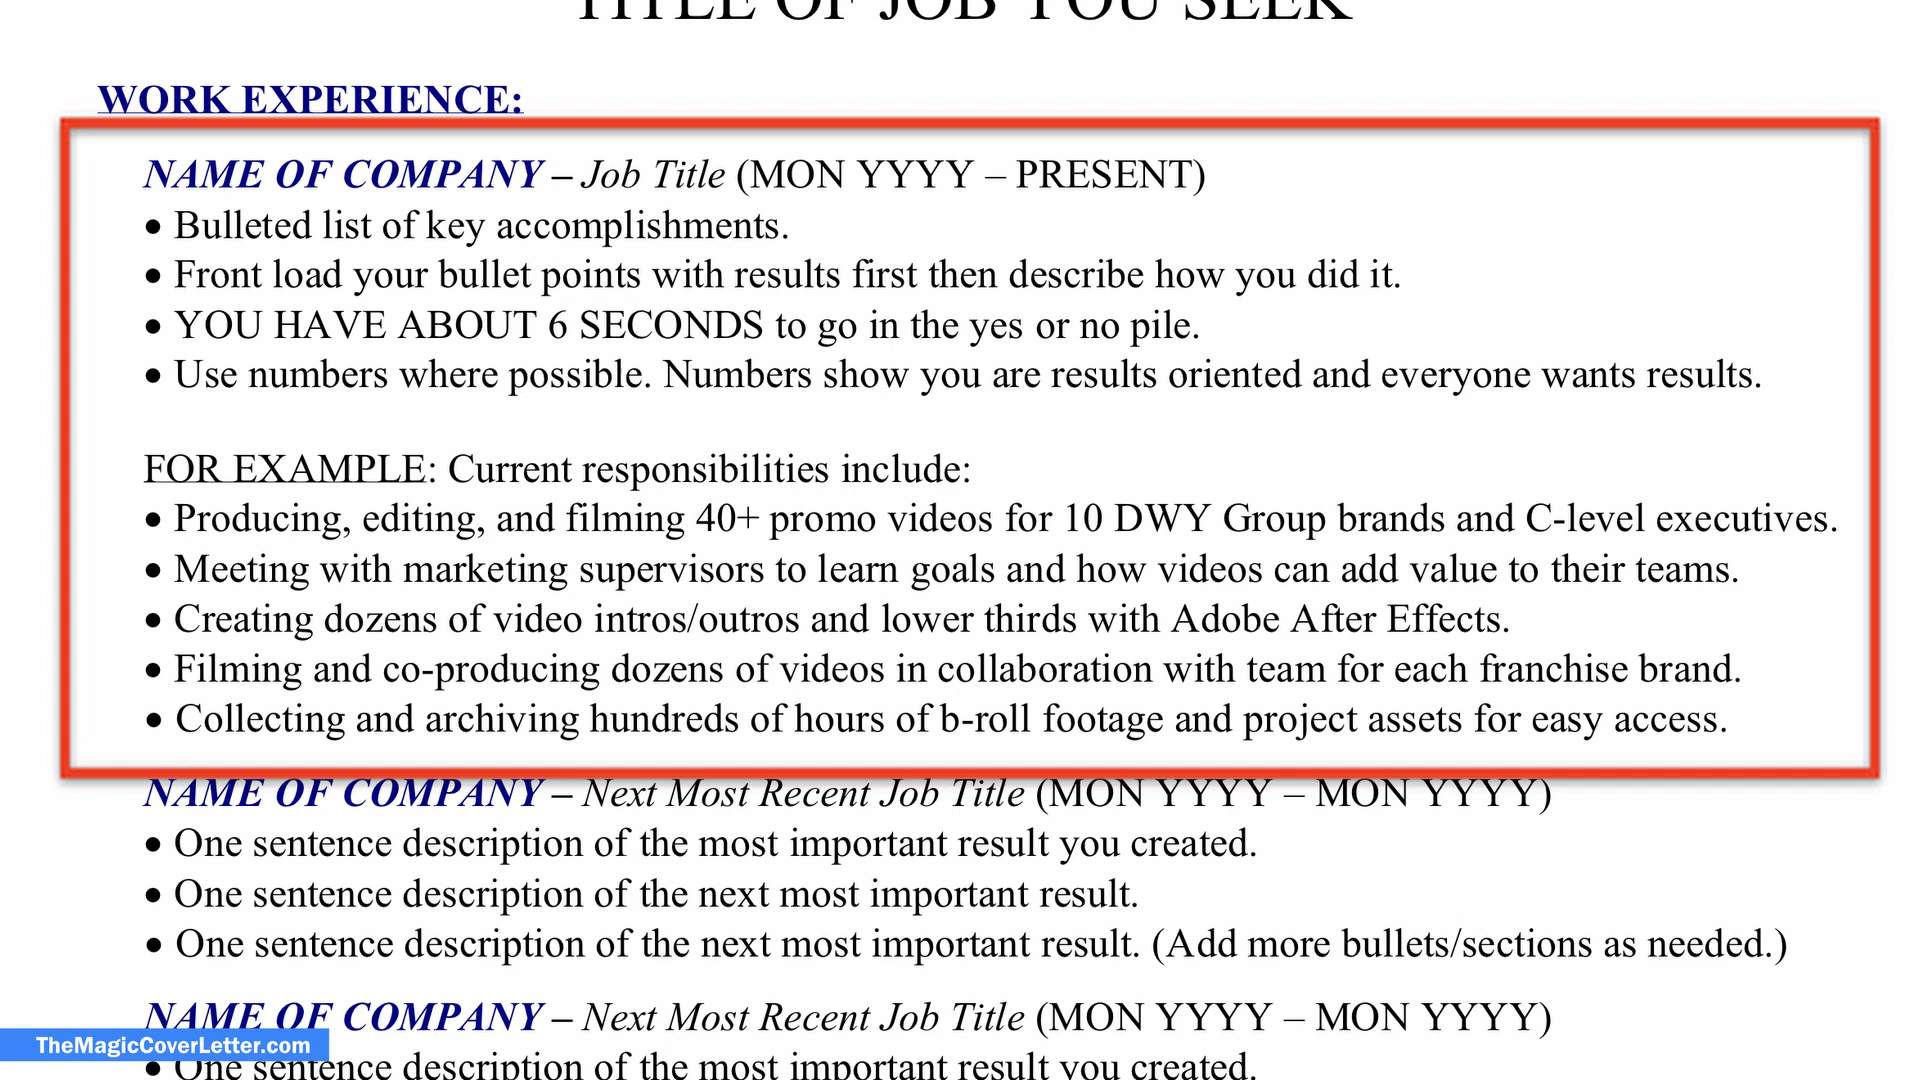 TITLE OF JOB YOU SEEK
WORK EXPERIENCE:
NAME OF COMPANY – Job Title (MON YYYY – PRESENT)
• Bulleted list of key accomplishments.
• Front load your bullet points with results first then describe how you did it.
• YOU HAVE ABOUT 6 SECONDS to go in the yes or no pile.
• Use numbers where possible. Numbers show you are results oriented and everyone wants results.
FOR EXAMPLE: Current responsibilities include:
• Producing, editing, and filming 40+ promo videos for 10 DWY Group brands and C-level executives.
• Meeting with marketing supervisors to learn goals and how videos can add value to their teams.
• Creating dozens of video intros/outros and lower thirds with Adobe After Effects.
• Filming and co-producing dozens of videos in collaboration with team for each franchise brand.
• Collecting and archiving hundreds of hours of b-roll footage and project assets for easy access.
NAME OF COMPANY – Next Most Recent Job Title (MON YYYY – MON YYYY)
• One sentence description of the most important result you created.
• One sentence description of the next most important result.
• One sentence description of the next most important result. (Add more bullets/sections as needed.)
NAME OF COMPANY – Next Most Recent Job Title (MON YYYY – MON YYYY)
TheMagicCoverLetter.com
• One sentence description of the most important result you created.